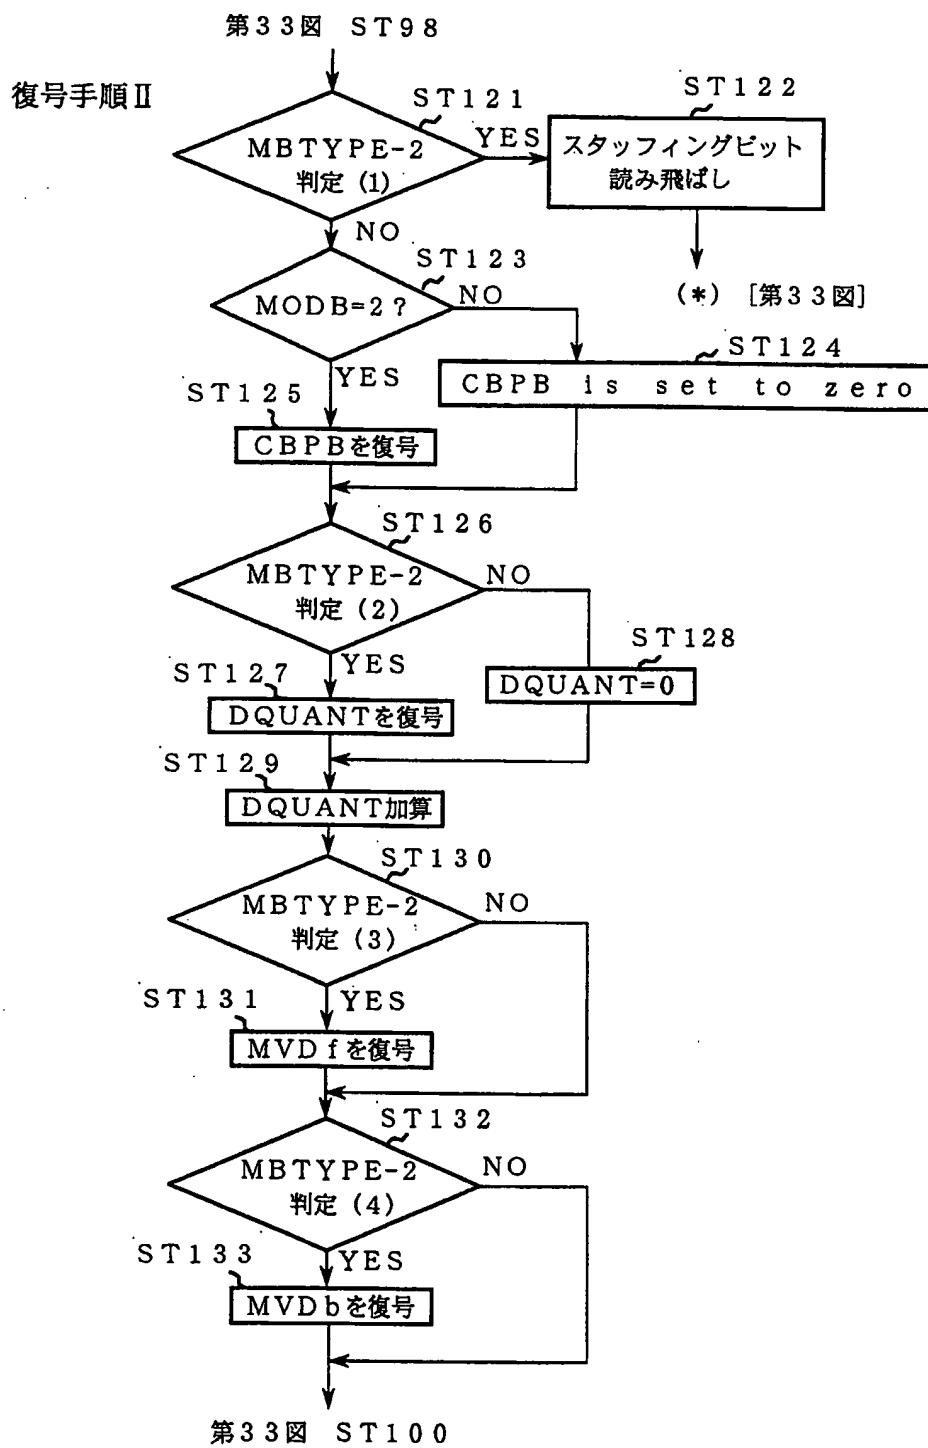 第33図 ST98
復号手順Ⅱ
ST121
MBTYPE-2
判定(1)
YES
ST122
スタッフィングビット
読み飛ばし
NO
(*) [第33図]
ST123
MODB=2?
NO
ST124
CBPB is set to zero
YES
ST125
CBPBを復号
ST126
MBTYPE-2
判定(2)
NO
YES
ST127
DQUANTを復号
ST128
DQUANT=0
ST129
DQUANT加算
ST130
MBTYPE-2
判定(3)
NO
YES
ST131
MVDfを復号
ST132
MBTYPE-2
判定(4)
NO
YES
ST133
MVDbを復号
第33図 ST100